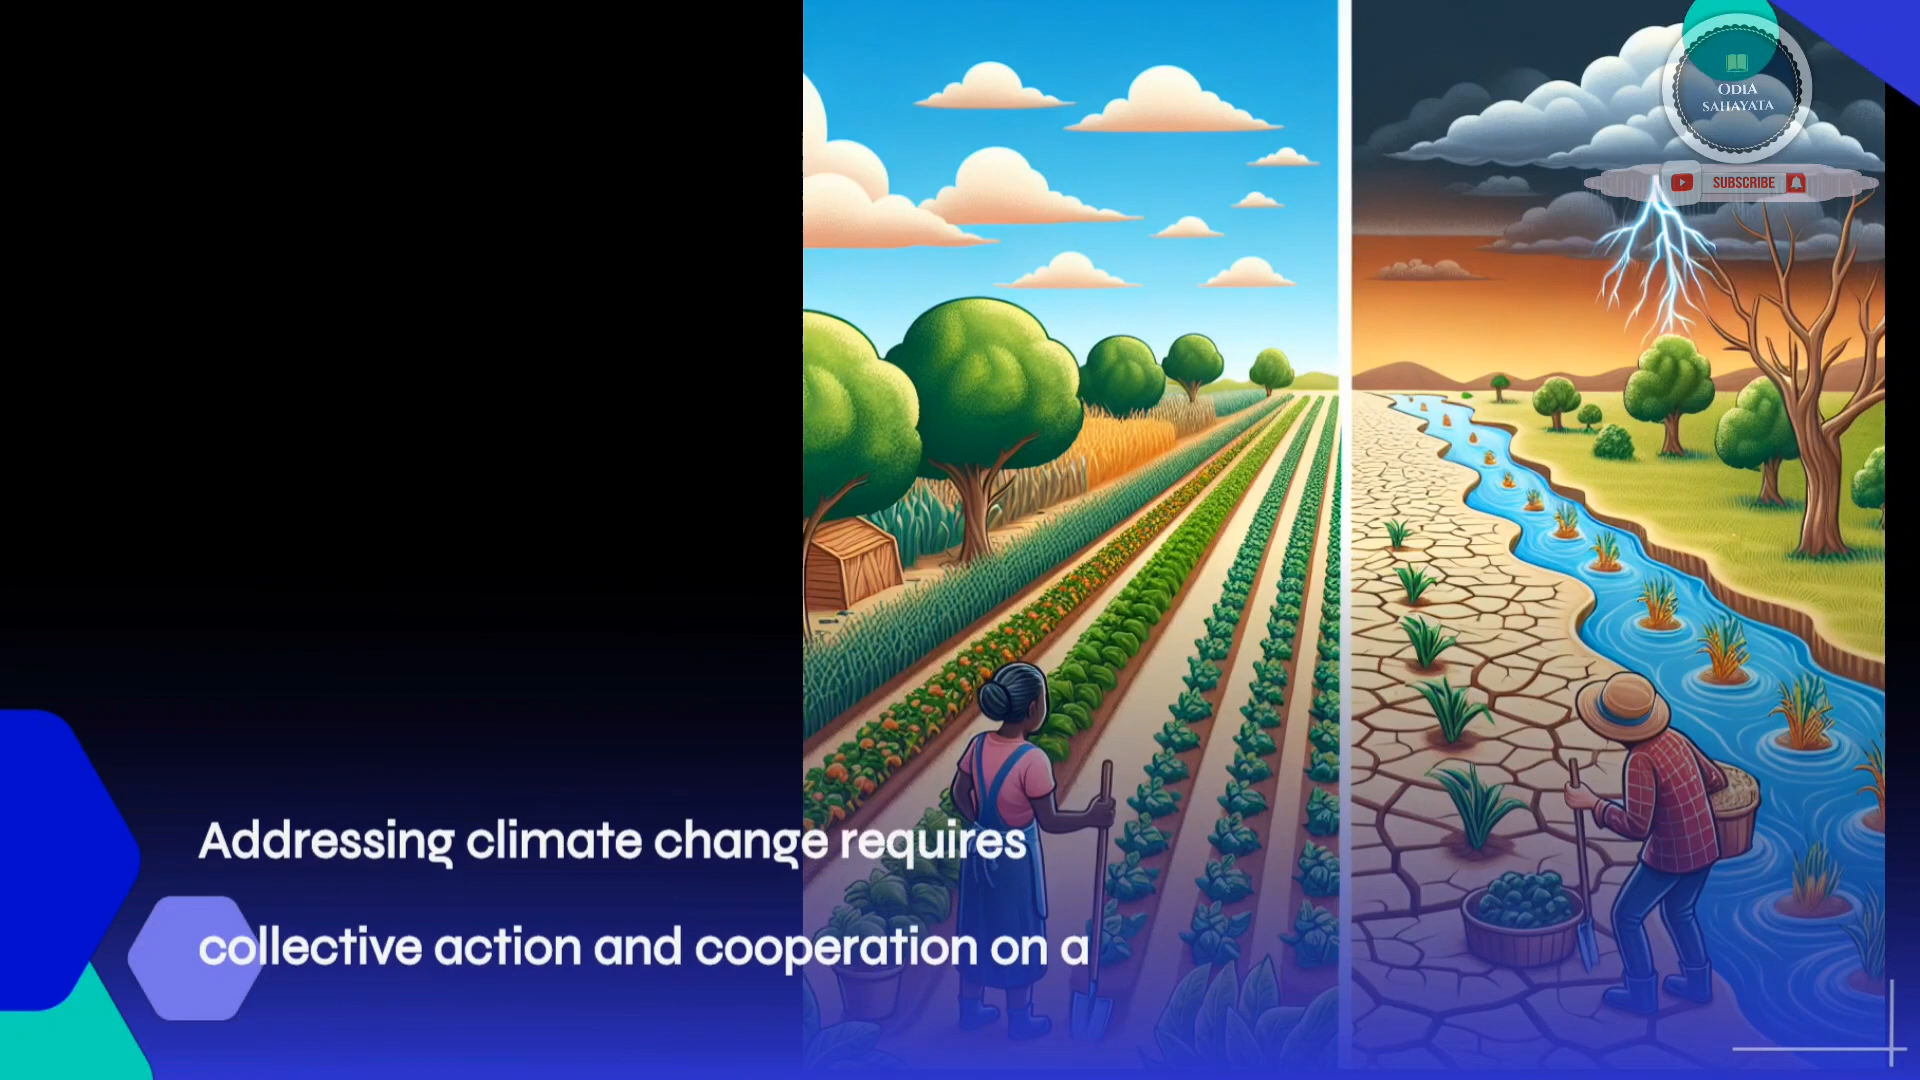 ODIA
SAHAYATA
SUBSCRIBE
Addressing climate change requires
collective action and cooperation on a